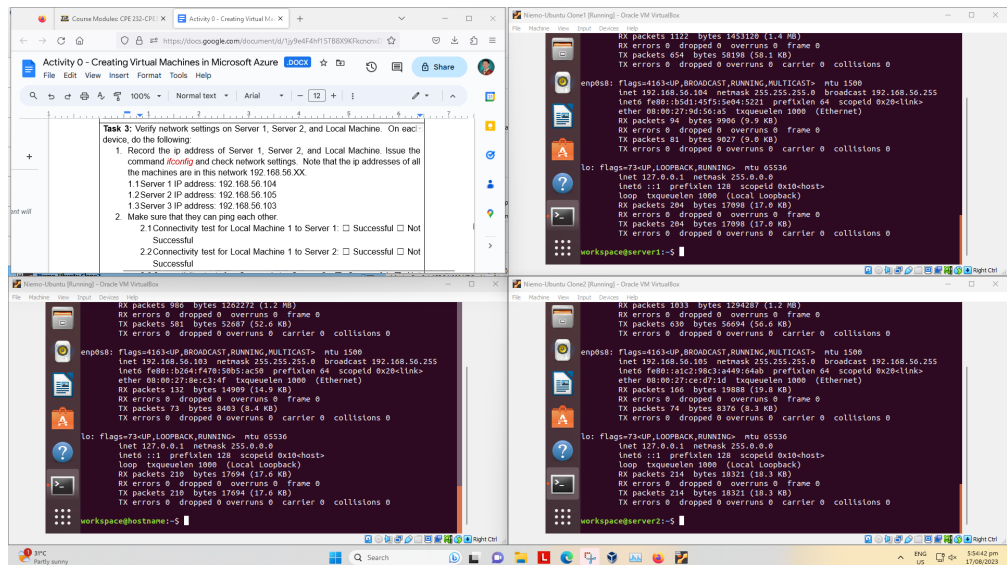 Course Modules: CPE 232-CPE3
Activity 0 - Creating Virtual Mac
https://docs.google.com/document/d/1jy9e4F4hf15TB8X9KFkcncnxD
Activity 0 - Creating Virtual Machines in Microsoft Azure
.DOCX
File Edit View Insert Format Tools Help
Share
100%
Normal text
Arial
12
Task 3: Verify network settings on Server 1, Server 2, and Local Machine. On each
device, do the following:
1. Record the ip address of Server 1, Server 2, and Local Machine. Issue the
command ifconfig and check network settings. Note that the ip addresses of all
the machines are in this network 192.168.56.XX.
1.1 Server 1 IP address: 192.168.56.104
1.2 Server 2 IP address: 192.168.56.105
1.3 Server 3 IP address: 192.168.56.103
2. Make sure that they can ping each other.
2.1 Connectivity test for Local Machine 1 to Server 1: ☐ Successful ☐ Not
Successful
2.2 Connectivity test for Local Machine 1 to Server 2: ☐ Successful ☐ Not
Successful
ent will
Niemo-Ubuntu Clone1 [Running] - Oracle VM VirtualBox
File Machine View Input Devices Help
RX packets 1122 bytes 1453120 (1.4 MB)
RX errors 0 dropped 0 overruns 0 frame 0
TX packets 654 bytes 58198 (58.1 KB)
TX errors 0 dropped 0 overruns 0 carrier 0 collisions 0
enp0s8: flags=4163<UP,BROADCAST,RUNNING,MULTICAST> mtu 1500
inet 192.168.56.104 netmask 255.255.255.0 broadcast 192.168.56.255
inet6 fe80::b5d1:45f5:5e04:5221 prefixlen 64 scopeid 0x20<link>
ether 08:00:27:9d:56:a5 txqueuelen 1000 (Ethernet)
RX packets 94 bytes 9906 (9.9 KB)
RX errors 0 dropped 0 overruns 0 frame 0
TX packets 81 bytes 9027 (9.0 KB)
TX errors 0 dropped 0 overruns 0 carrier 0 collisions 0
lo: flags=73<UP,LOOPBACK,RUNNING> mtu 65536
inet 127.0.0.1 netmask 255.0.0.0
inet6 ::1 prefixlen 128 scopeid 0x10<host>
loop txqueuelen 1000 (Local Loopback)
RX packets 204 bytes 17098 (17.0 KB)
RX errors 0 dropped 0 overruns 0 frame 0
TX packets 204 bytes 17098 (17.0 KB)
TX errors 0 dropped 0 overruns 0 carrier 0 collisions 0
workspace@server1:~$
Right Ctrl
Niemo-Ubuntu [Running] - Oracle VM VirtualBox
File Machine View Input Devices Help
RX packets 986 bytes 1262272 (1.2 MB)
RX errors 0 dropped 0 overruns 0 frame 0
TX packets 581 bytes 52687 (52.6 KB)
TX errors 0 dropped 0 overruns 0 carrier 0 collisions 0
enp0s8: flags=4163<UP,BROADCAST,RUNNING,MULTICAST> mtu 1500
inet 192.168.56.103 netmask 255.255.255.0 broadcast 192.168.56.255
inet6 fe80::b264:f470:50b5:ac50 prefixlen 64 scopeid 0x20<link>
ether 08:00:27:8e:c3:4f txqueuelen 1000 (Ethernet)
RX packets 132 bytes 14909 (14.9 KB)
RX errors 0 dropped 0 overruns 0 frame 0
TX packets 73 bytes 8403 (8.4 KB)
TX errors 0 dropped 0 overruns 0 carrier 0 collisions 0
lo: flags=73<UP,LOOPBACK,RUNNING> mtu 65536
inet 127.0.0.1 netmask 255.0.0.0
inet6 ::1 prefixlen 128 scopeid 0x10<host>
loop txqueuelen 1000 (Local Loopback)
RX packets 210 bytes 17694 (17.6 KB)
RX errors 0 dropped 0 overruns 0 frame 0
TX packets 210 bytes 17694 (17.6 KB)
TX errors 0 dropped 0 overruns 0 carrier 0 collisions 0
workspace@hostname:~$
Right Ctrl
Niemo-Ubuntu Clone2 [Running] - Oracle VM VirtualBox
File Machine View Input Devices Help
RX packets 1033 bytes 1294287 (1.2 MB)
RX errors 0 dropped 0 overruns 0 frame 0
TX packets 630 bytes 56694 (56.6 KB)
TX errors 0 dropped 0 overruns 0 carrier 0 collisions 0
enp0s8: flags=4163<UP,BROADCAST,RUNNING,MULTICAST> mtu 1500
inet 192.168.56.105 netmask 255.255.255.0 broadcast 192.168.56.255
inet6 fe80::a1c2:98c3:a449:64ab prefixlen 64 scopeid 0x20<link>
ether 08:00:27:ce:d7:1d txqueuelen 1000 (Ethernet)
RX packets 166 bytes 19888 (19.8 KB)
RX errors 0 dropped 0 overruns 0 frame 0
TX packets 74 bytes 8376 (8.3 KB)
TX errors 0 dropped 0 overruns 0 carrier 0 collisions 0
lo: flags=73<UP,LOOPBACK,RUNNING> mtu 65536
inet 127.0.0.1 netmask 255.0.0.0
inet6 ::1 prefixlen 128 scopeid 0x10<host>
loop txqueuelen 1000 (Local Loopback)
RX packets 214 bytes 18321 (18.3 KB)
RX errors 0 dropped 0 overruns 0 frame 0
TX packets 214 bytes 18321 (18.3 KB)
TX errors 0 dropped 0 overruns 0 carrier 0 collisions 0
workspace@server2:~$
Right Ctrl
31°C
Partly sunny
Search
ENG
US
5:54:42 pm
17/08/2023